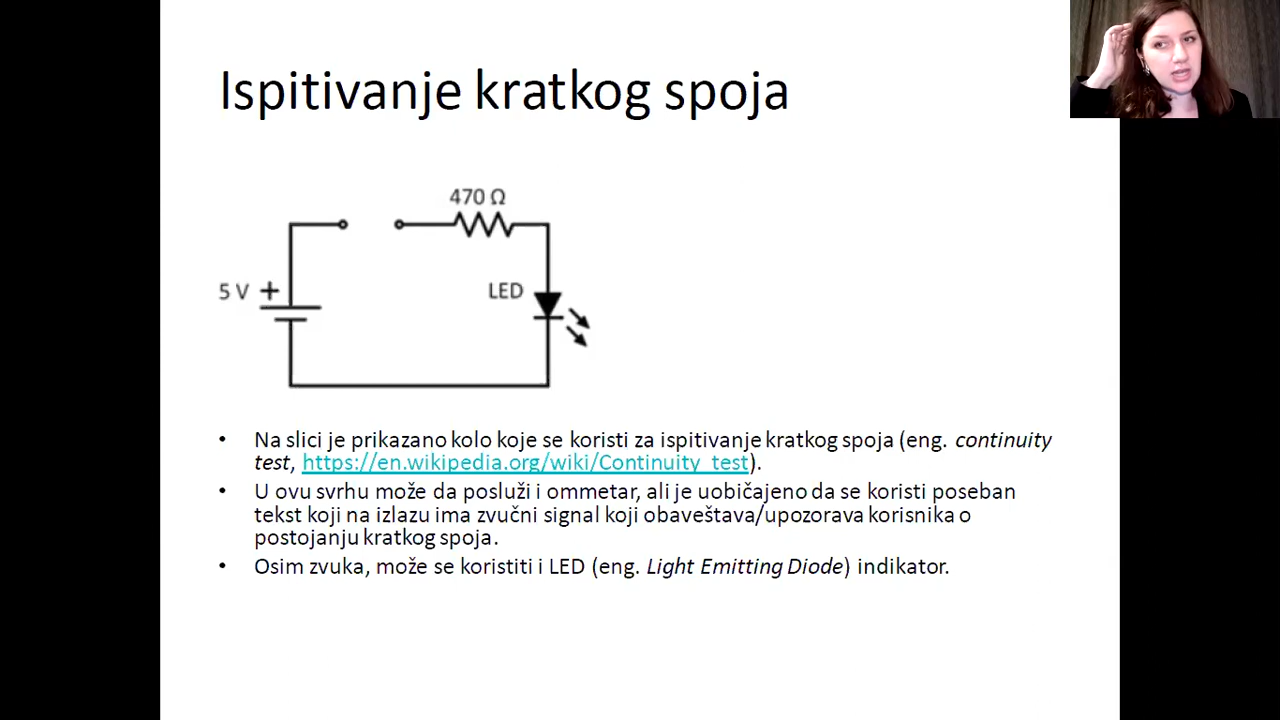 Ispitivanje kratkog spoja
470 Ω
5 V +
LED
• Na slici je prikazano kolo koje se koristi za ispitivanje kratkog spoja (eng. continuity
test, https://en.wikipedia.org/wiki/Continuity_test).
• U ovu svrhu može da posluži i ommetar, ali je uobičajeno da se koristi poseban
tekst koji na izlazu ima zvučni signal koji obaveštava/upozorava korisnika o
postojanju kratkog spoja.
• Osim zvuka, može se koristiti i LED (eng. Light Emitting Diode) indikator.